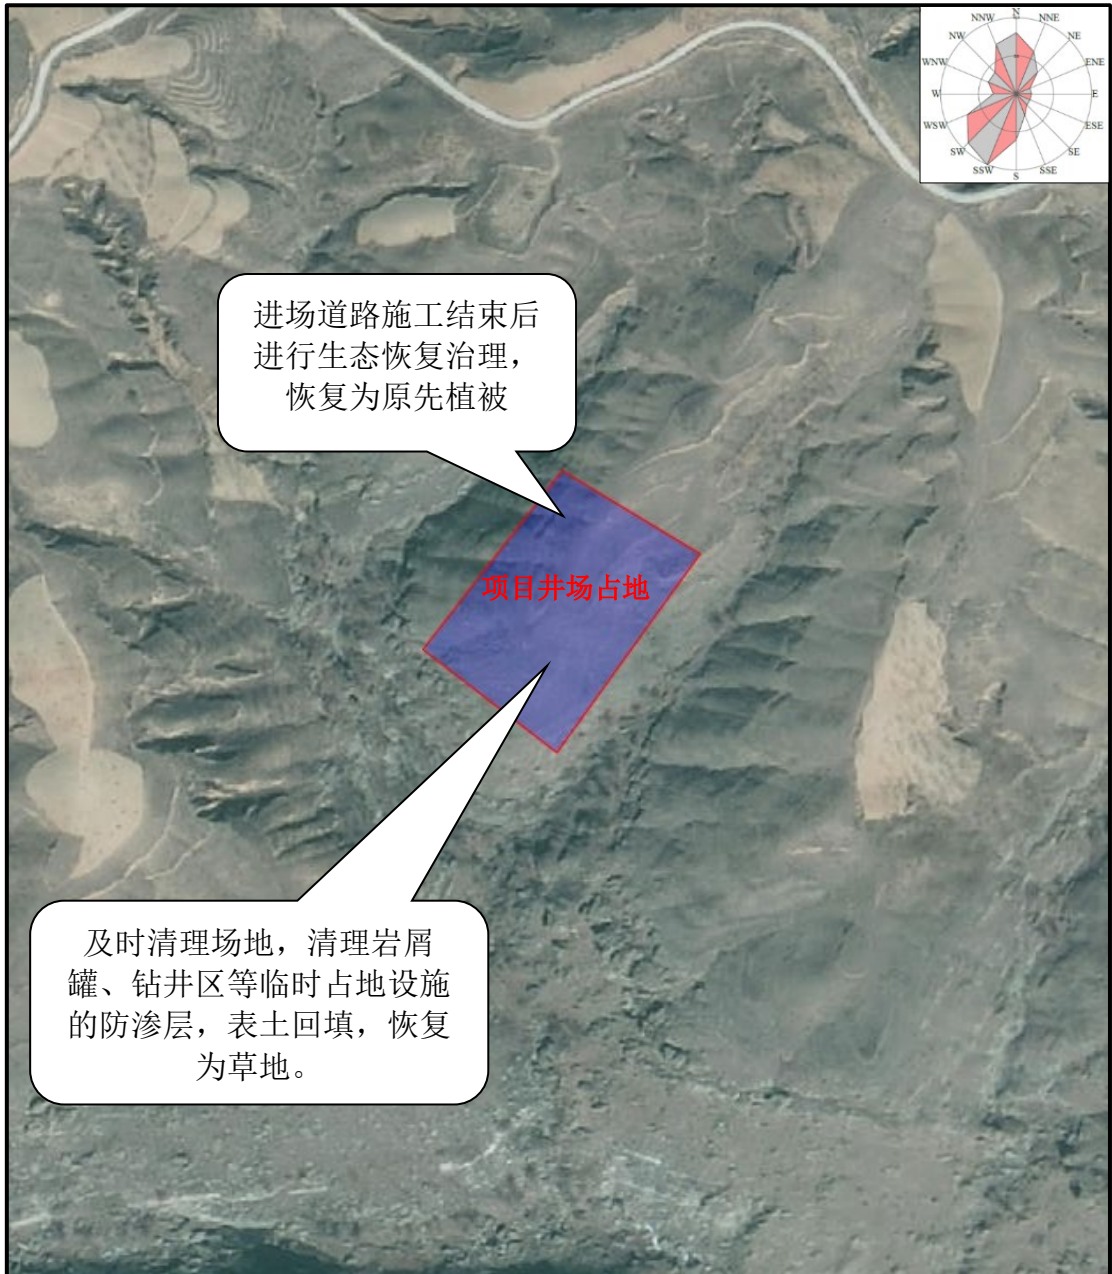 N
NNW
NNE
NW
NE
WNW
ENE
W
E
WSW
ESE
SW
SE
SSW
SSE
S
进场道路施工结束后
进行生态恢复治理，
恢复为原先植被
项目井场占地
及时清理场地，清理岩屑
罐、钻井区等临时占地设施
的防渗层，表土回填，恢复
为草地。